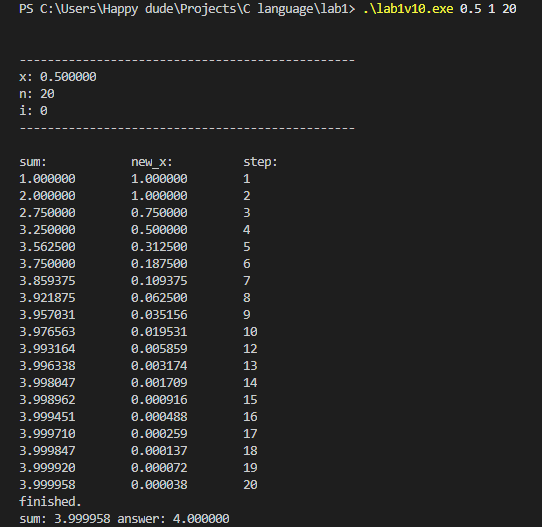 PS C:\Users\Happy dude\Projects\C language\lab1> .\lab1v10.exe 0.5 1 20
------------------------------------------------
x: 0.500000
n: 20
i: 0
------------------------------------------------
sum: new_x: step:
1.000000 1.000000 1
2.000000 1.000000 2
2.750000 0.750000 3
3.250000 0.500000 4
3.562500 0.312500 5
3.750000 0.187500 6
3.859375 0.109375 7
3.921875 0.062500 8
3.957031 0.035156 9
3.976563 0.019531 10
3.993164 0.005859 12
3.996338 0.003174 13
3.998047 0.001709 14
3.998962 0.000916 15
3.999451 0.000488 16
3.999710 0.000259 17
3.999847 0.000137 18
3.999920 0.000072 19
3.999958 0.000038 20
finished.
sum: 3.999958 answer: 4.000000